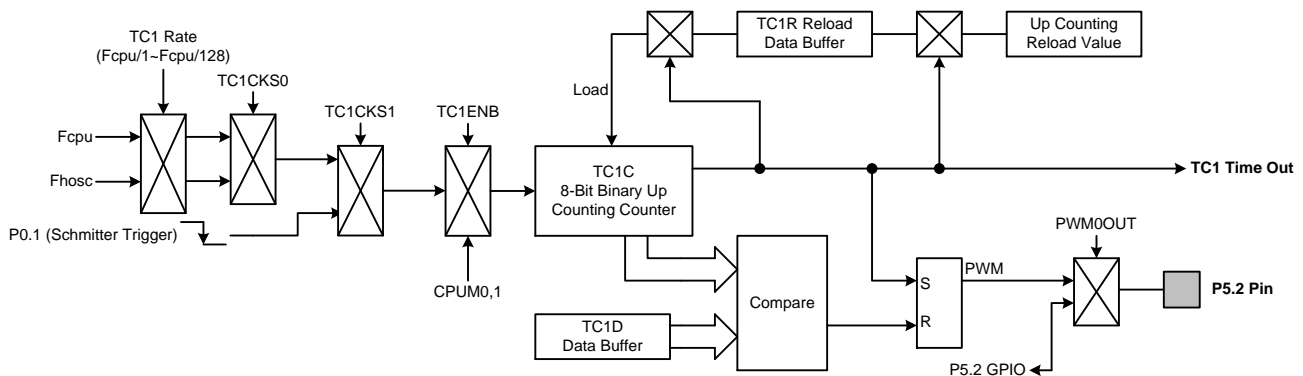 TC1 Rate
(Fcpu/1~Fcpu/128)
TC1CKS0
TC1CKS1
TC1ENB
Load
TC1R Reload
Data Buffer
Up Counting
Reload Value
Fcpu
Fhosc
P0.1 (Schmitter Trigger)
CPUM0,1
TC1C
8-Bit Binary Up
Counting Counter
TC1 Time Out
TC1D
Data Buffer
Compare
S
R
PWM
PWM0OUT
P5.2 Pin
P5.2 GPIO